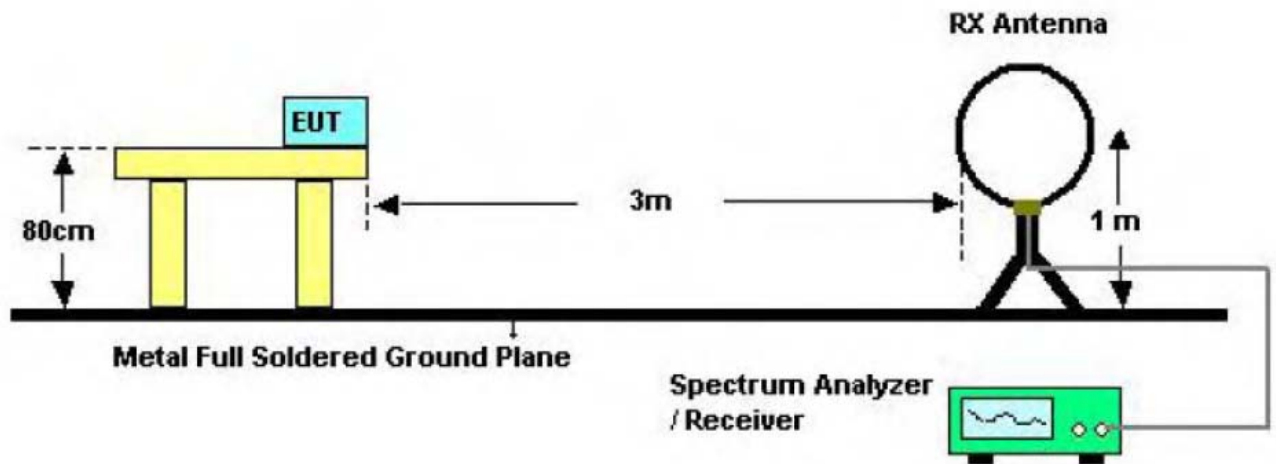 RX Antenna
EUT
80cm
3m
1 m
Metal Full Soldered Ground Plane
Spectrum Analyzer
/ Receiver